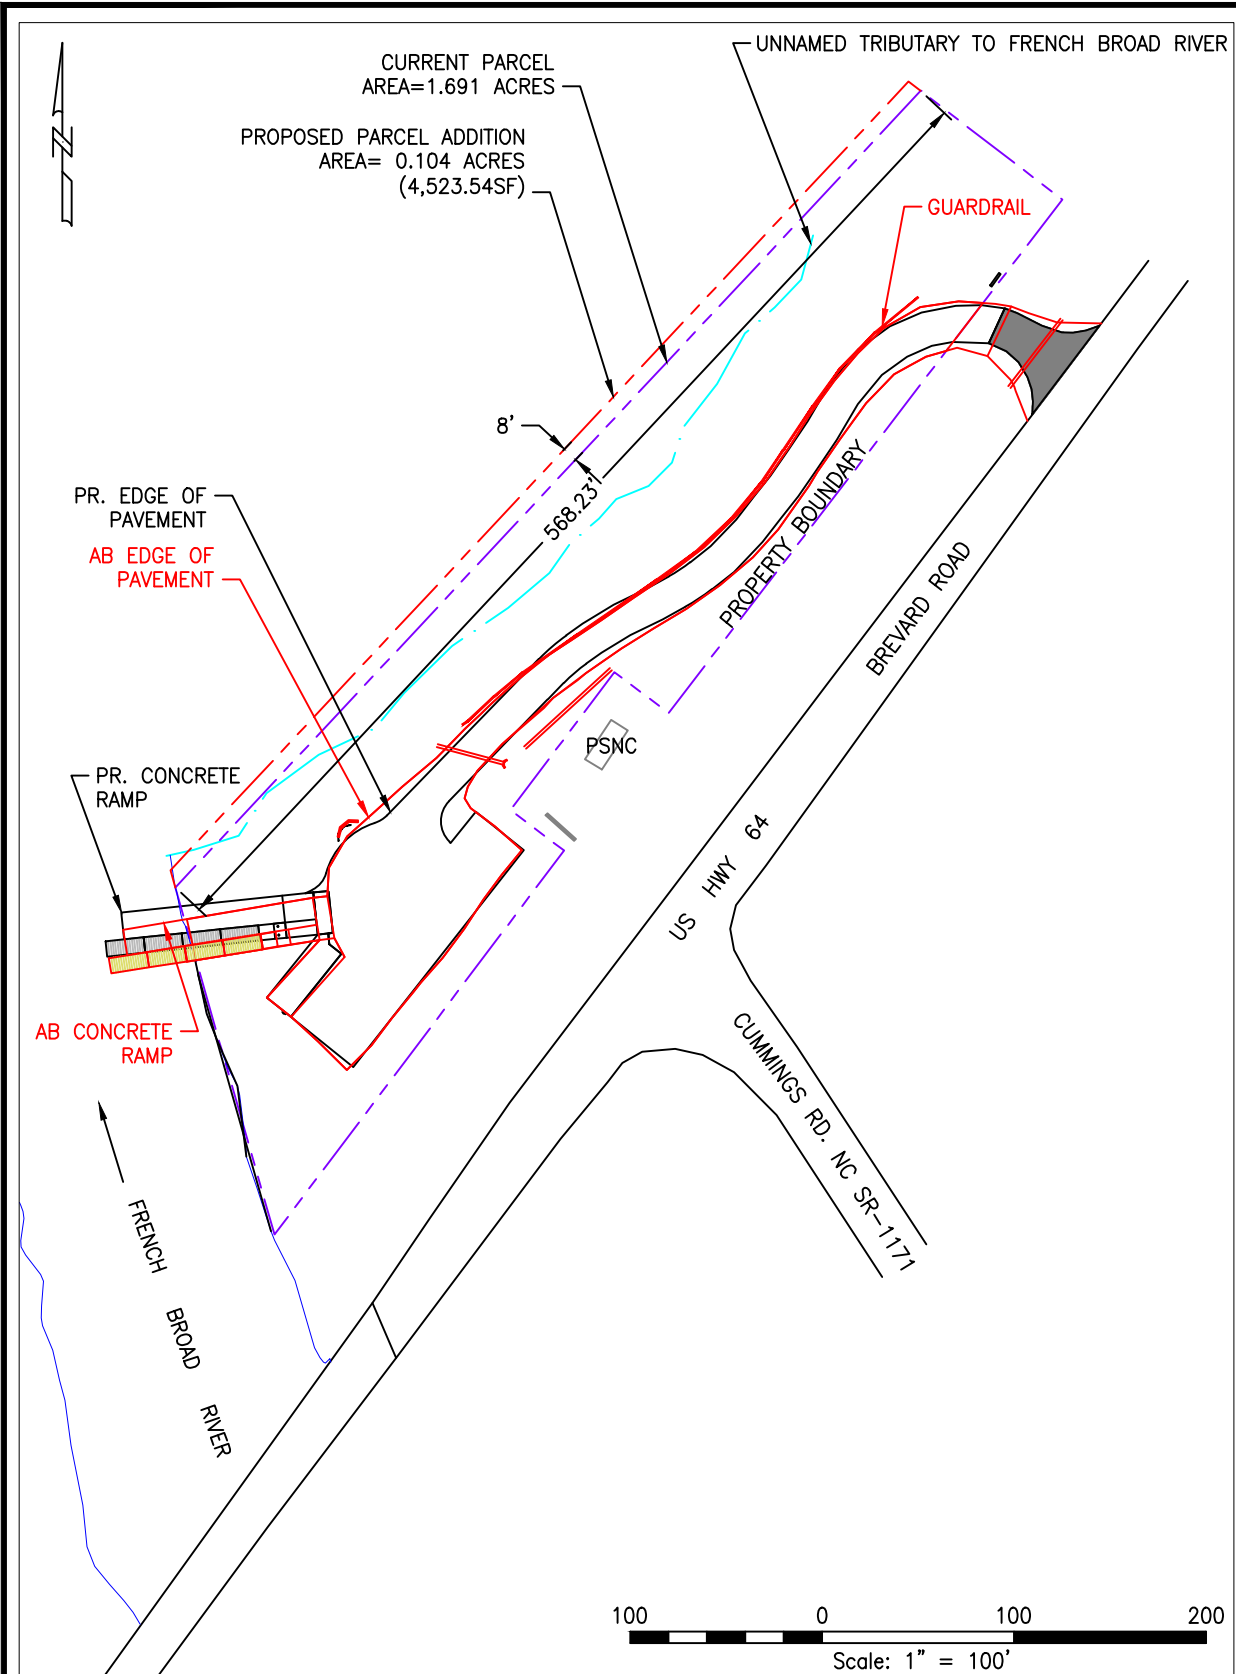 UNNAMED TRIBUTARY TO FRENCH BROAD RIVER
CURRENT PARCEL
AREA=1.691 ACRES
PROPOSED PARCEL ADDITION
AREA= 0.104 ACRES
(4,523.54SF)
N
GUARDRAIL
8'
568.23'
PR. EDGE OF
PAVEMENT
AB EDGE OF
PAVEMENT
PROPERTY BOUNDARY
BREVARD ROAD
PSNC
PR. CONCRETE
RAMP
US HWY 64
AB CONCRETE
RAMP
CUMMINGS RD. NC SR-1171
FRENCH BROAD RIVER
100 0 100 200
Scale: 1" = 100'